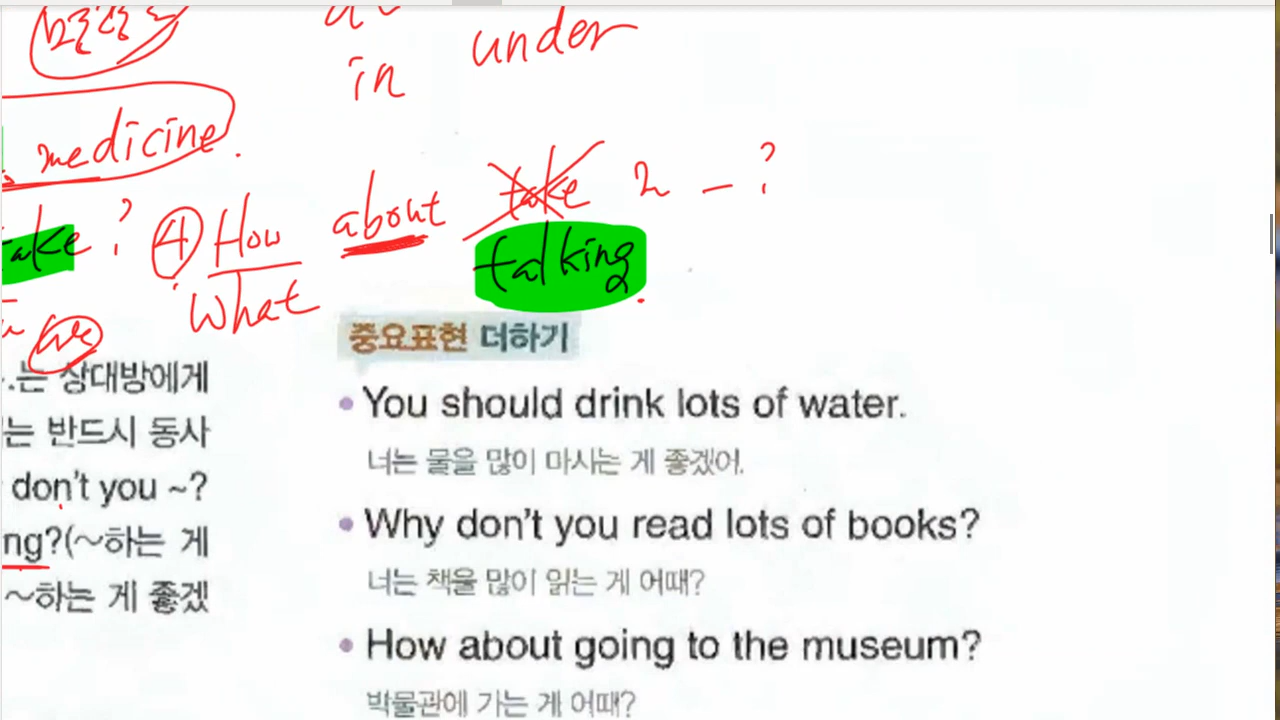 in under
medicine.
take? ④ How about take ~?
What talking.
we
중요표현 더하기
..는 상대방에게
• You should drink lots of water.
는 반드시 동사
너는 물을 많이 마시는 게 좋겠어.
don't you ~?
• Why don't you read lots of books?
ng?(~하는 게
너는 책을 많이 읽는 게 어때?
~하는 게 좋겠
• How about going to the museum?
박물관에 가는 게 어때?